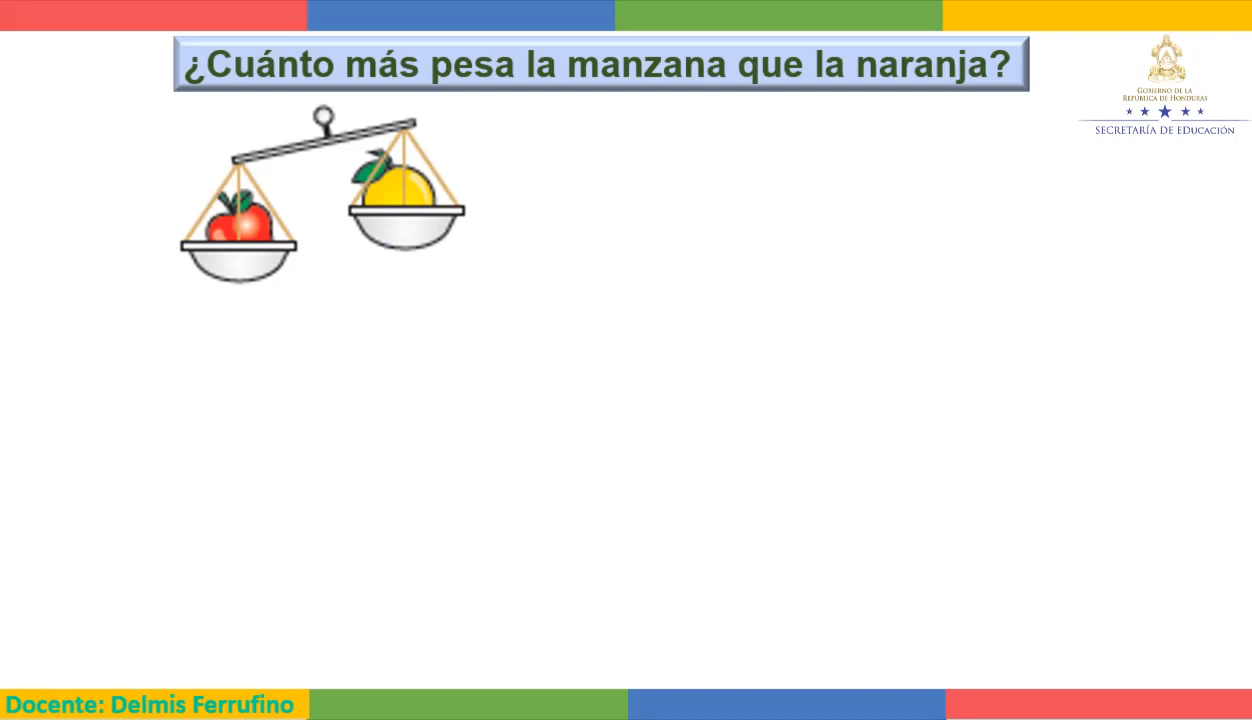 ¿Cuánto más pesa la manzana que la naranja?
GOBIERNO DE LA
REPÚBLICA DE HONDURAS
SECRETARÍA DE EDUCACIÓN
Docente: Delmis Ferrufino